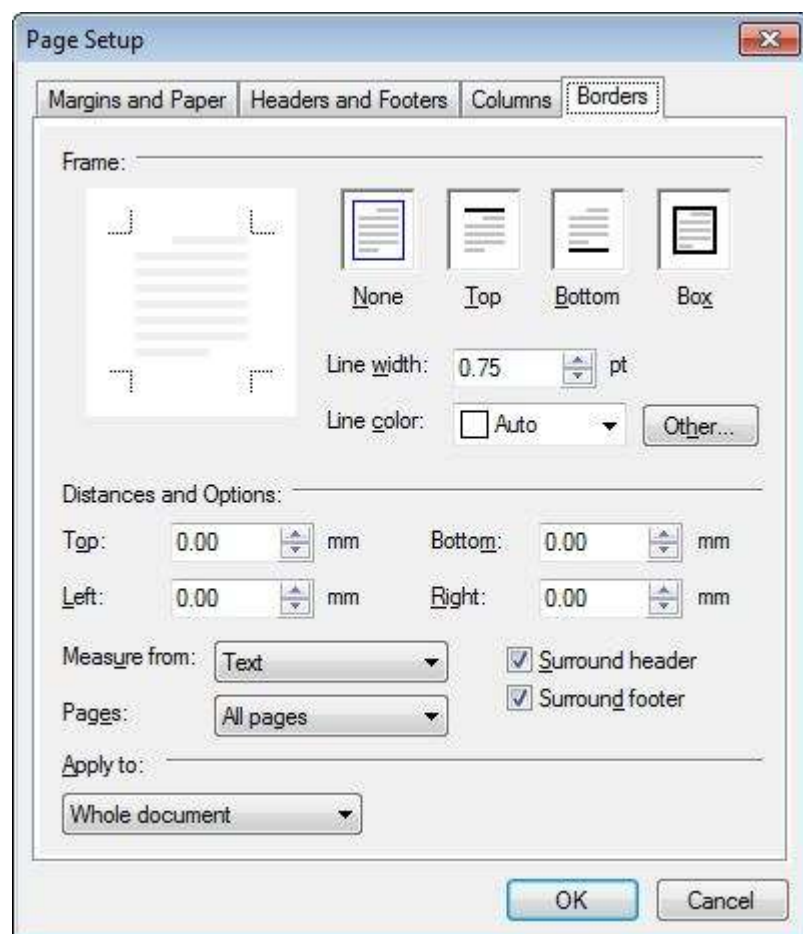 Page Setup
Margins and Paper Headers and Footers Columns Borders
Frame:
None Top Bottom Box
Line width: 0.75 pt
Line color: Auto Other...
Distances and Options:
Top: 0.00 mm Bottom: 0.00 mm
Left: 0.00 mm Right: 0.00 mm
Measure from: Text Surround header
Surround footer
Pages: All pages
Apply to:
Whole document
OK Cancel